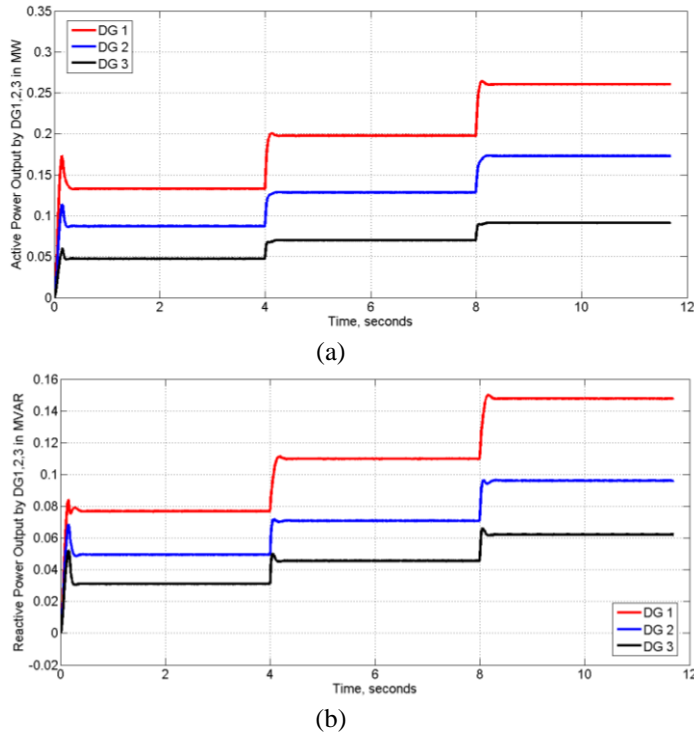 Active Power Output by DG1,2,3 in MW
0.35
0.3
0.25
0.2
0.15
0.1
0.05
0
DG 1
DG 2
DG 3
0 2 4 6 8 10 12
Time, seconds
(a)
Reactive Power Output by DG1,2,3 in MVAR
0.16
0.14
0.12
0.1
0.08
0.06
0.04
0.02
0
-0.02
DG 1
DG 2
DG 3
0 2 4 6 8 10 12
Time, seconds
(b)